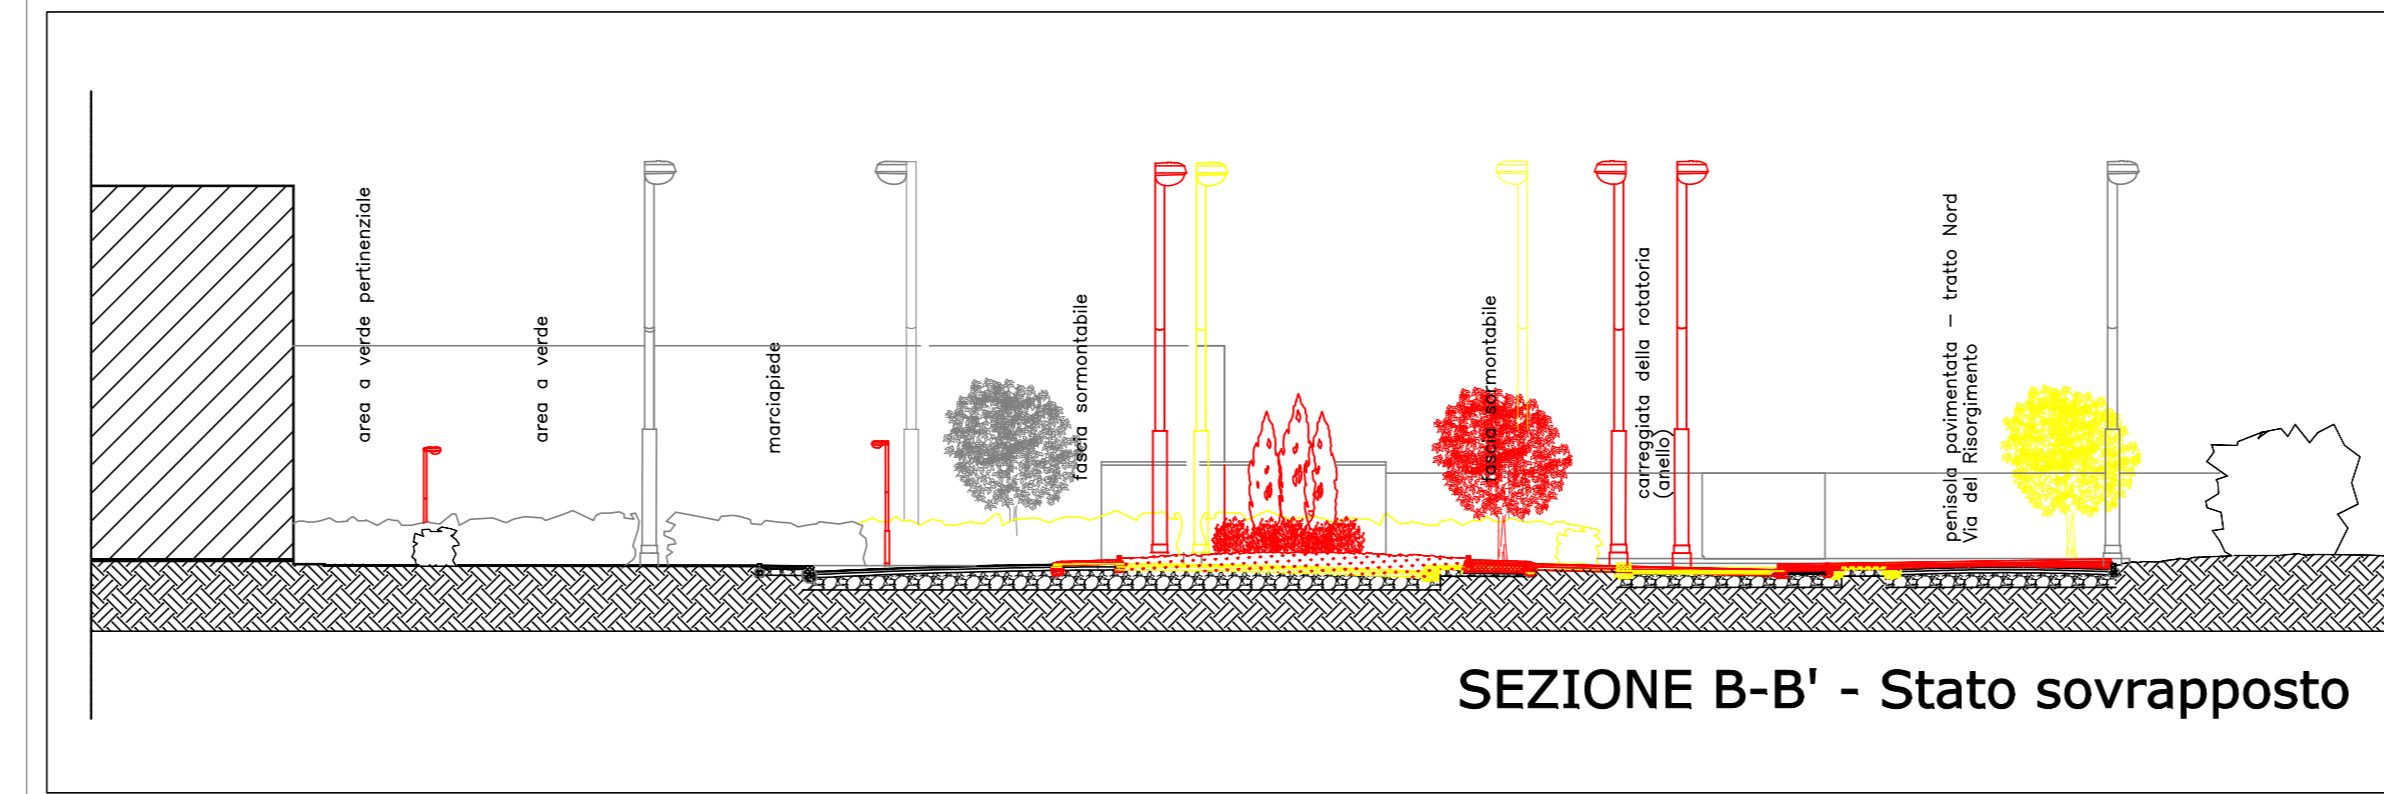 area a verde pertinenziale
area a verde
marciapiede
fascia sormontabile
fascia sormontabile
carreggiata della rotatoria
(anello)
penisola pavimentata - tratto Nord
Via del Risorgimento
SEZIONE B-B' - Stato sovrapposto